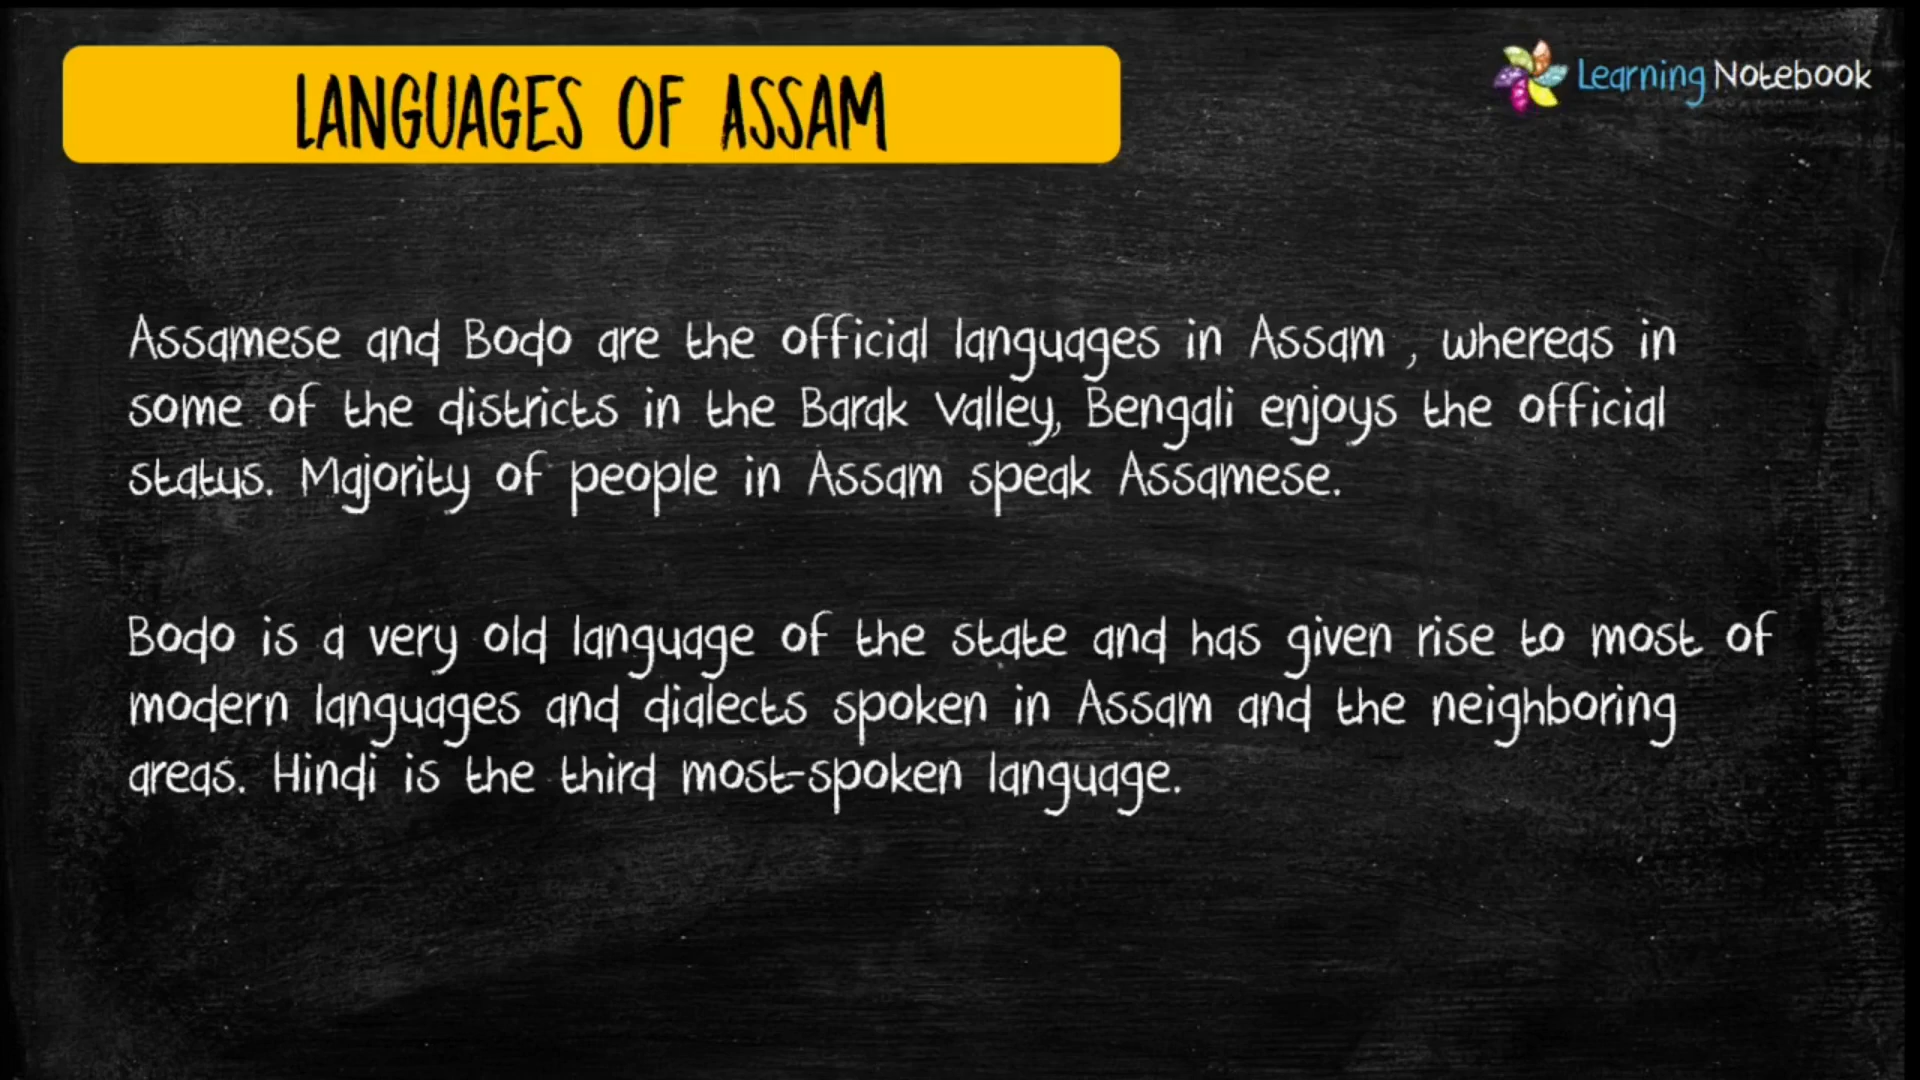 LANGUAGES OF ASSAM
Learning Notebook
Assamese and Bodo are the official languages in Assam , whereas in
some of the districts in the Barak Valley, Bengali enjoys the official
status. Majority of people in Assam speak Assamese.
Bodo is a very old language of the state and has given rise to most of
modern languages and dialects spoken in Assam and the neighboring
areas. Hindi is the third most-spoken language.